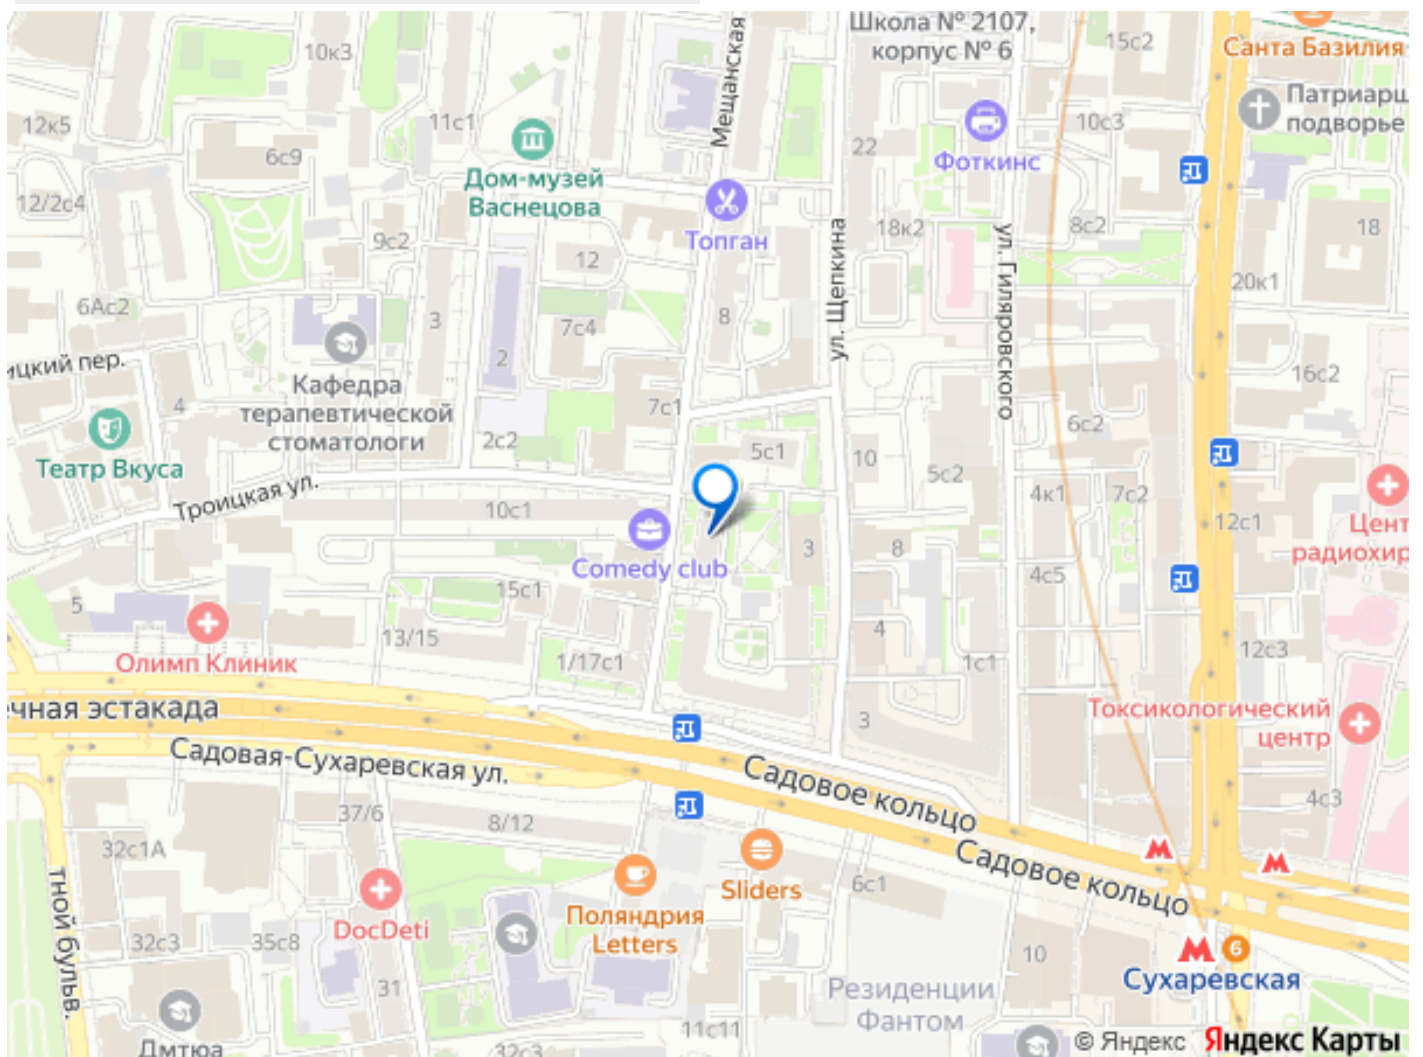 Школа № 2107,
корпус № 6
15с2
Санта Базилия
10к3
Мещанская
Патриарш
подворье
12к5
11с1
6с9
22
Фоткинс
10с3
Дом-музей
Васнецова
12/2с4
9с2
Топган
18к2
8с2
18
12
ул. Щепкина
ул. Гиляровского
20к1
6Ас2
3
7с4
8
2
ицкий пер.
Кафедра
терапевтической
стоматологи
4
7с1
16с2
6с2
Театр Вкуса
2с2
5с1
10
5с2
Троицкая ул.
10с1
4к1
7с2
12с1
Цент
радиохир
Comedy club
3
8
4с5
15с1
5
13/15
4
Олимп Клиник
1/17с1
1с1
12с3
ечная эстакада
3
Токсикологический
центр
Садовая-Сухаревская ул.
Садовое кольцо
4с3
37/6
8/12
32с1А
Садовое кольцо
Sliders
6с1
тной бульв.
DocDeti
Поляндрия
Letters
32с3
35с8
6
10
Сухаревская
31
Резиденции
Фантом
11с11
32с3
Дмтюа
© Яндекс
Яндекс Карты